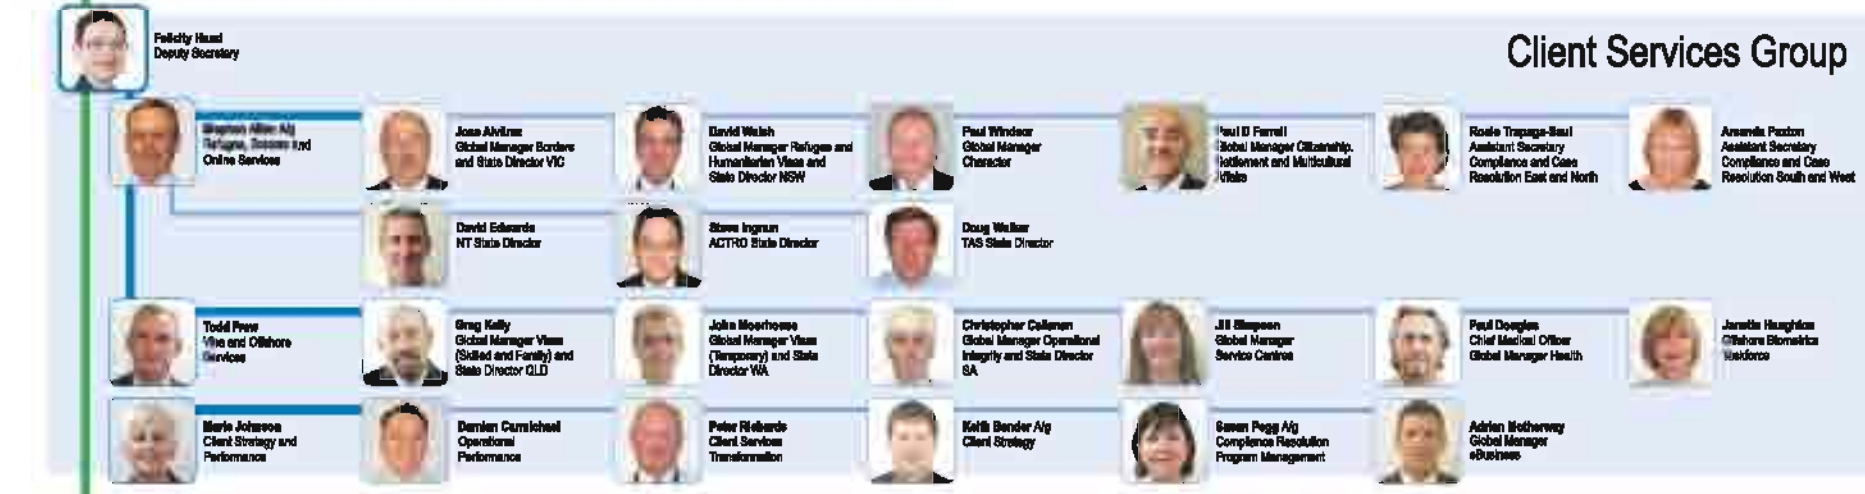 Client Services Group
Felicity Hand
Deputy Secretary
Stephen Allen A/g
Refugee, and
Online Services
Jose Alvarez
Global Manager Borders
and State Director VIC
David Walsh
Global Manager Refugee and
Humanitarian Visas and
State Director NSW
Paul Windsor
Global Manager
Character
Global Manager Citizenship,
and Multicultural
Assistant Secretary
Compliance and Case
Resolution East and North
Amanda Paxton
Assistant Secretary
Compliance and Case
Resolution South and West
David Edwards
NT State Director
Steve Ingram
ACTRO State Director
Doug Walker
TAS State Director
Todd Frew
Visa and Offshore
Services
Greg Kelly
Global Manager Visas
(Skilled and Family) and
State Director QLD
John Moorhouse
Global Manager Visas
(Temporary) and State
Director WA
Christopher Callanan
Global Manager Operational
Integrity and State Director
SA
Jill Simpson
Global Manager
Service Centres
Paul Douglas
Chief Medical Officer
Global Manager Health
Janette Haughton
Offshore Biometrics
Taskforce
Marie Johnson
Client Strategy and
Performance
Damien Carmichael
Operational
Performance
Peter Richards
Client Services
Transformation
Keith Bender A/g
Client Strategy
Susan Pegg A/g
Compliance Resolution
Program Management
Adrian Motherway
Global Manager
eBusiness